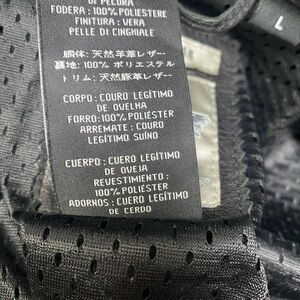 DI PECORA
FODERA : 100% POLIESTERE
FINITURA : VERA
PELLE DI CINGHIALE
胴体: 天然羊革レザー
裏地: 100% ポリエステル
トリム: 天然豚革レザー
CORPO : COURO LEGÍTIMO
DE OVELHA
FORRO: 100% POLIÉSTER
ARREMATE : COURO
LEGÍTIMO SUÍNO
CUERPO : CUERO LEGÍTIMO
DE OVEJA
REVESTIMIENTO :
100% POLIÉSTER
ADORNOS : CUERO LEGÍTIMO
DE CERDO
L